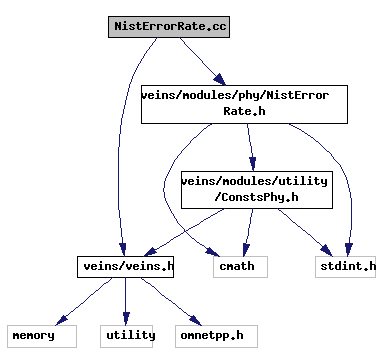 NistErrorRate.cc
veins/modules/phy/NistError
Rate.h
veins/modules/utility
/ConstsPhy.h
veins/veins.h
cmath
stdint.h
memory
utility
omnetpp.h